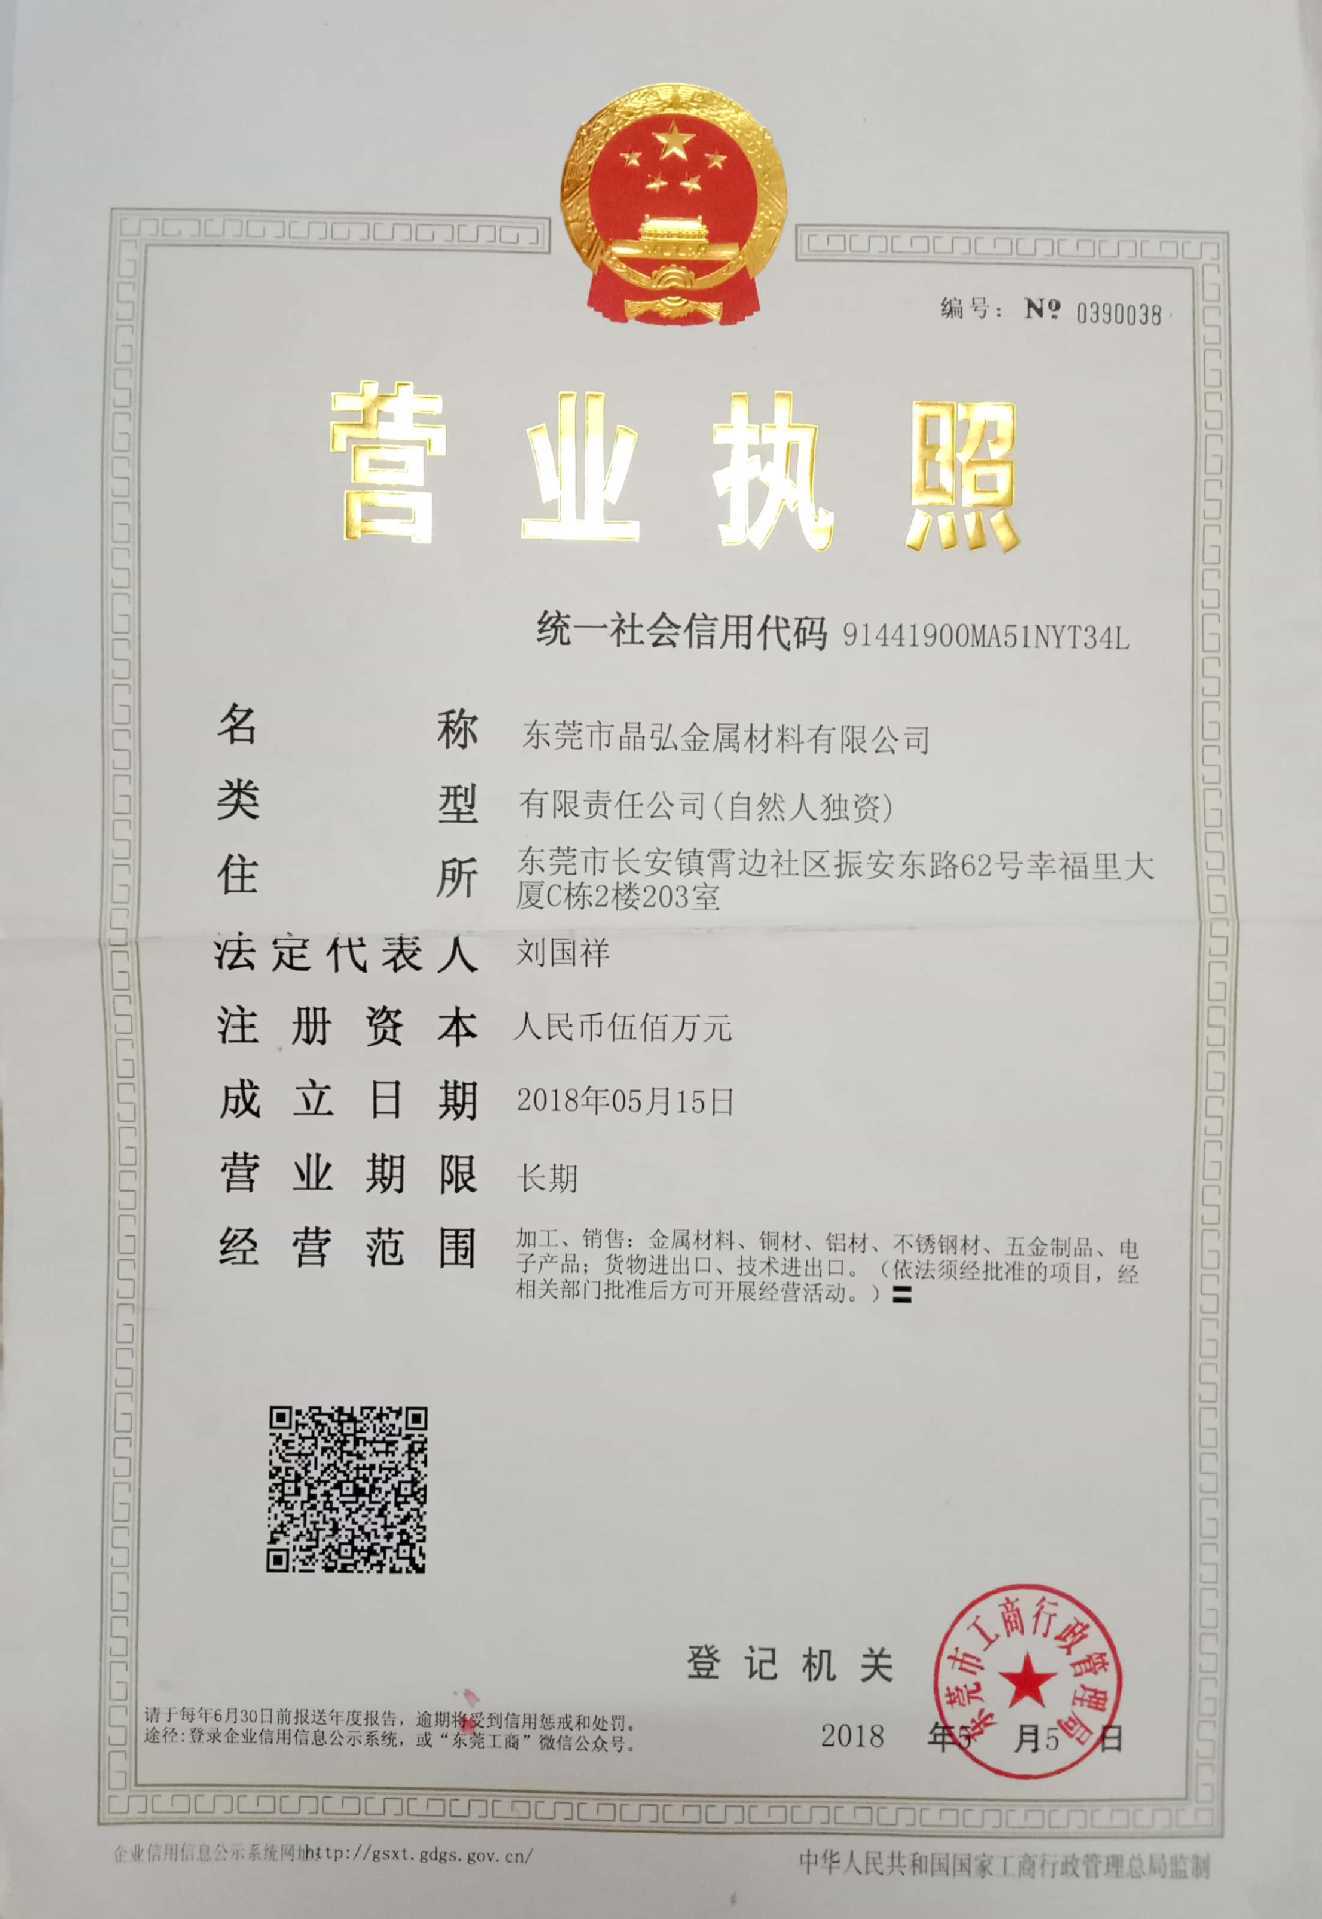 编号: № 0390038
营业执照
统一社会信用代码 91441900MA51NYT34L
名称 东莞市晶弘金属材料有限公司
类型 有限责任公司(自然人独资)
住所 东莞市长安镇霄边社区振安东路62号幸福里大
厦C栋2楼203室
法定代表人 刘国祥
注册资本 人民币伍佰万元
成立日期 2018年05月15日
营业期限 长期
经营范围 加工、销售：金属材料、铜材、铝材、不锈钢材、五金制品、电
子产品；货物进出口、技术进出口。（依法须经批准的项目，经
相关部门批准后方可开展经营活动。）〓
登记机关
东莞市工商行政管理局
请于每年6月30日前报送年度报告，逾期将受到信用惩戒和处罚。
途径:登录企业信用信息公示系统，或“东莞工商”微信公众号。
2018 年5 月 5 日
企业信用信息公示系统网址http://gsxt.gdgs.gov.cn/
中华人民共和国国家工商行政管理总局监制